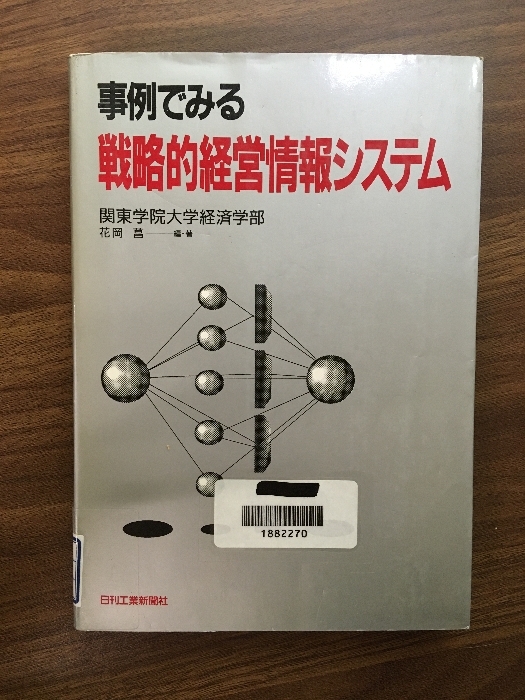 事例でみる
戦略的経営情報システム
関東学院大学経済学部
花岡 菖——編・著
1882270
日刊工業新聞社